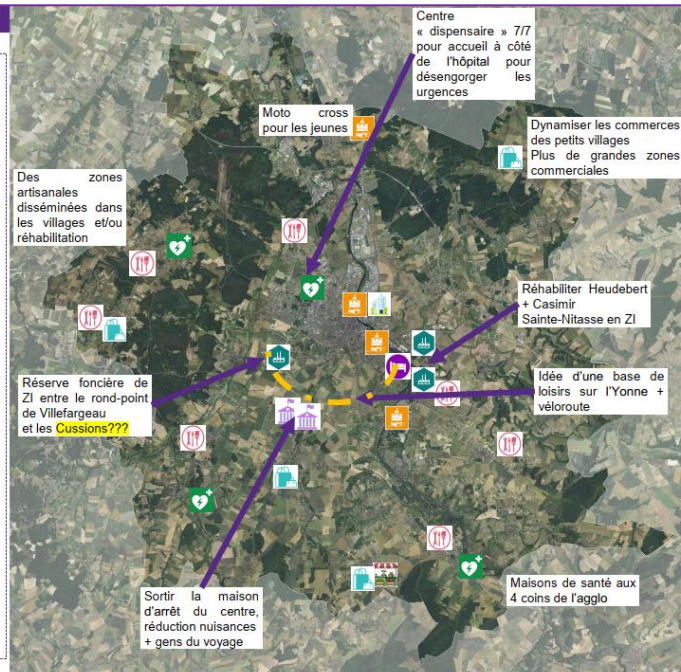 Centre
« dispensaire » 7/7
pour accueil à côté
de l'hôpital pour
désengorger les
urgences
Moto cross
pour les jeunes
Dynamiser les commerces
des petits villages
Plus de grandes zones
commerciales
Des zones
artisanales
disséminées dans
les villages et/ou
réhabilitation
Réhabiliter Heudebert
+ Casimir
Sainte-Nitasse en ZI
Réserve foncière de
ZI entre le rond-point
de Villefargeau
et les Cussions???
Idée d'une base de
loisirs sur l'Yonne +
véloroute
Sortir la maison
d'arrêt du centre,
réduction nuisances
+ gens du voyage
Maisons de santé aux
4 coins de l'agglo